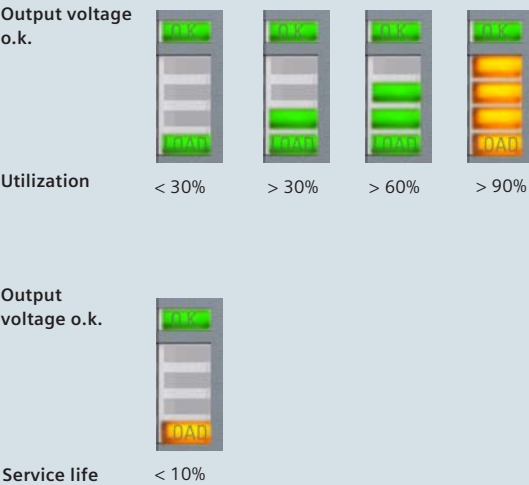 Output voltage
o.k.
O.K. O.K. O.K. O.K.
LOAD LOAD LOAD LOAD
Utilization < 30% > 30% > 60% > 90%
Output
voltage o.k.
O.K.
LOAD
Service life < 10%